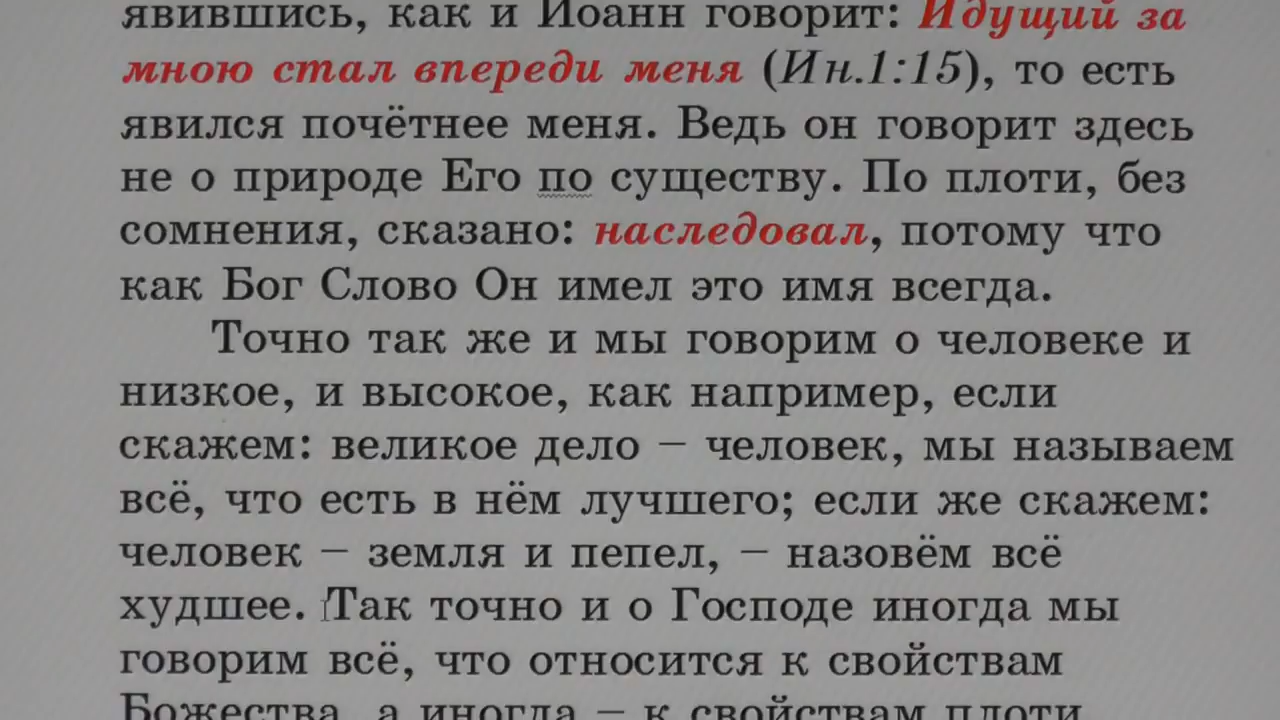 явившись, как и Иоанн говорит: Идущий за
мною стал впереди меня (Ин.1:15), то есть
явился почётнее меня. Ведь он говорит здесь
не о природе Его по существу. По плоти, без
сомнения, сказано: наследовал, потому что
как Бог Слово Он имел это имя всегда.
Точно так же и мы говорим о человеке и
низкое, и высокое, как например, если
скажем: великое дело – человек, мы называем
всё, что есть в нём лучшего; если же скажем:
человек – земля и пепел, – назовём всё
худшее. Так точно и о Господе иногда мы
говорим всё, что относится к свойствам
Божества, а иногда – к свойствам плоти